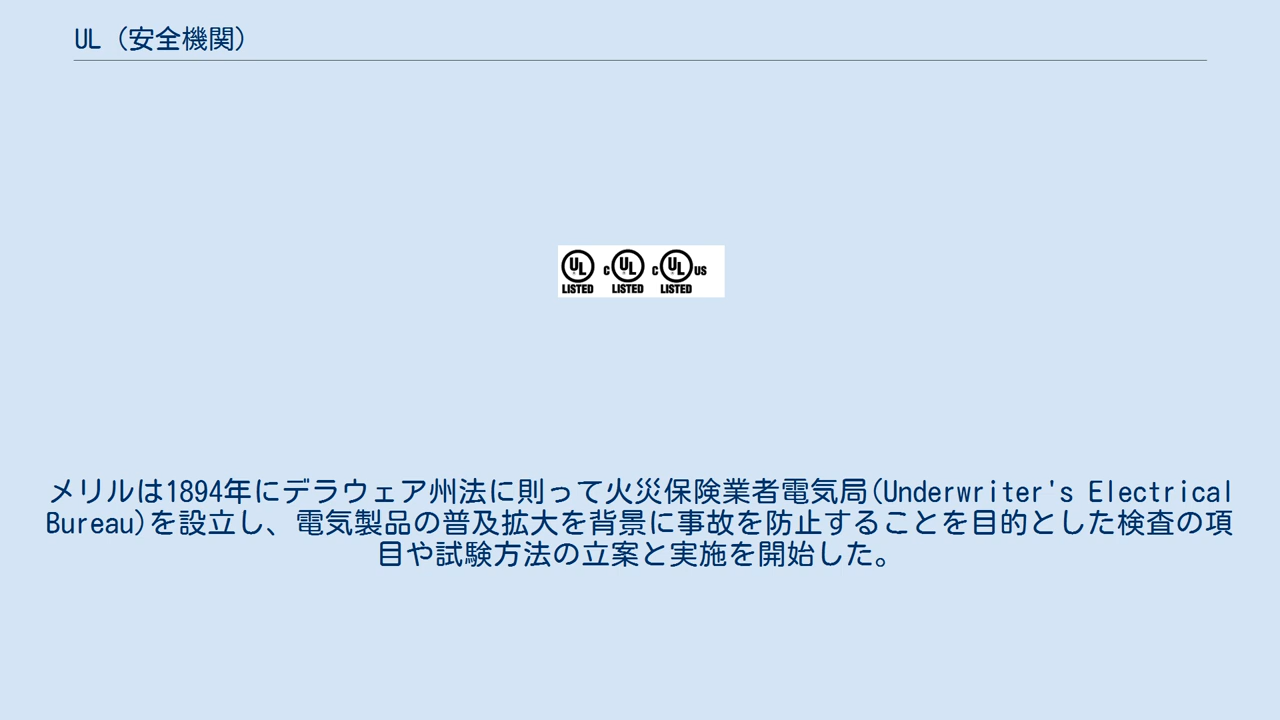 UL (安全機関)
UL C UL C UL US
LISTED LISTED LISTED
メリルは1894年にデラウェア州法に則って火災保険業者電気局(Underwriter's Electrical
Bureau)を設立し、電気製品の普及拡大を背景に事故を防止することを目的とした検査の項
目や試験方法の立案と実施を開始した。